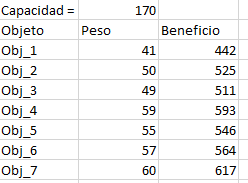 Capacidad = 170
Objeto Peso Beneficio
Obj_1 41 442
Obj_2 50 525
Obj_3 49 511
Obj_4 59 593
Obj_5 55 546
Obj_6 57 564
Obj_7 60 617